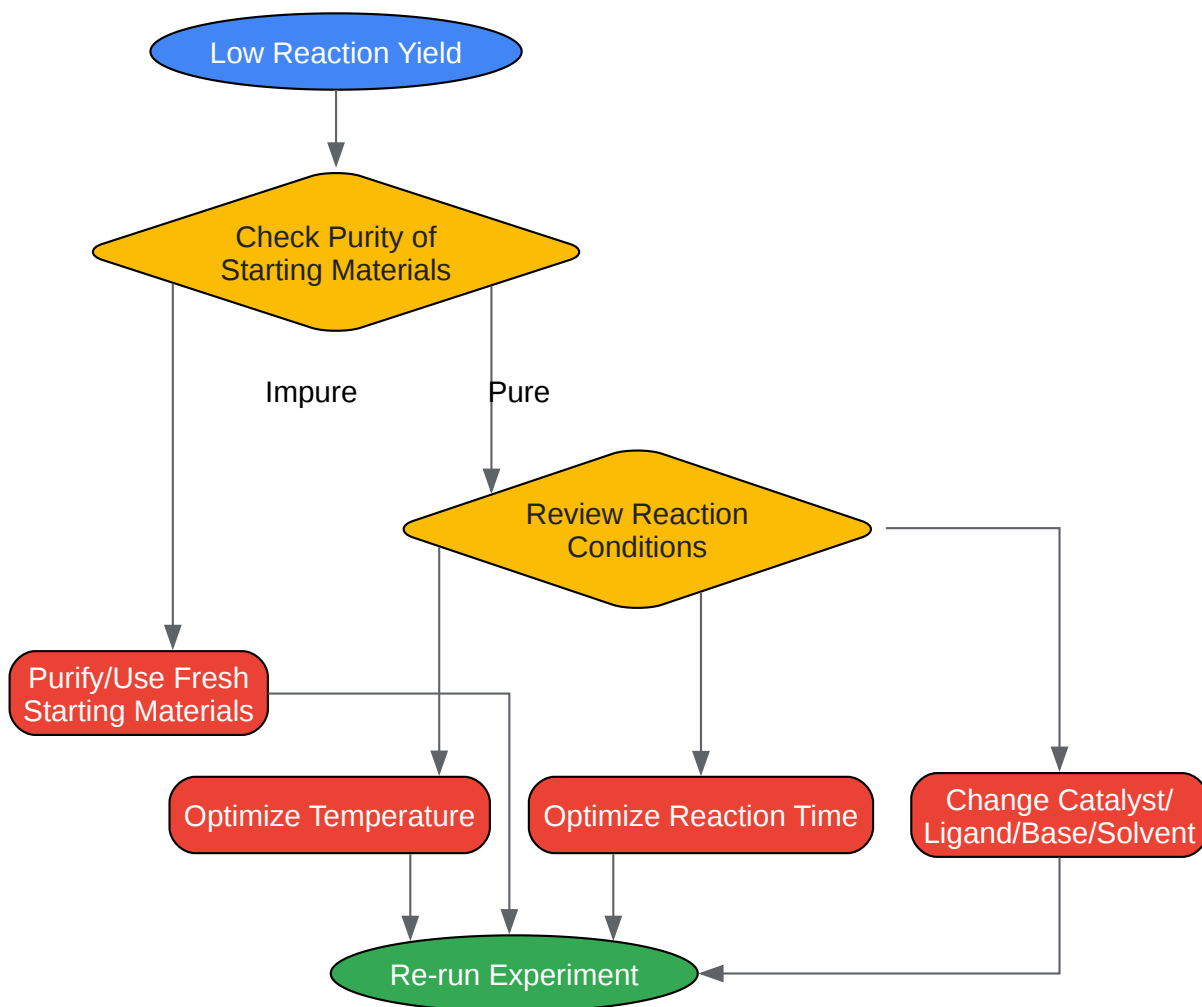 Low Reaction Yield
Check Purity of
Starting Materials
Impure
Pure
Review Reaction
Conditions
Purify/Use Fresh
Starting Materials
Optimize Temperature
Optimize Reaction Time
Change Catalyst/
Ligand/Base/Solvent
Re-run Experiment